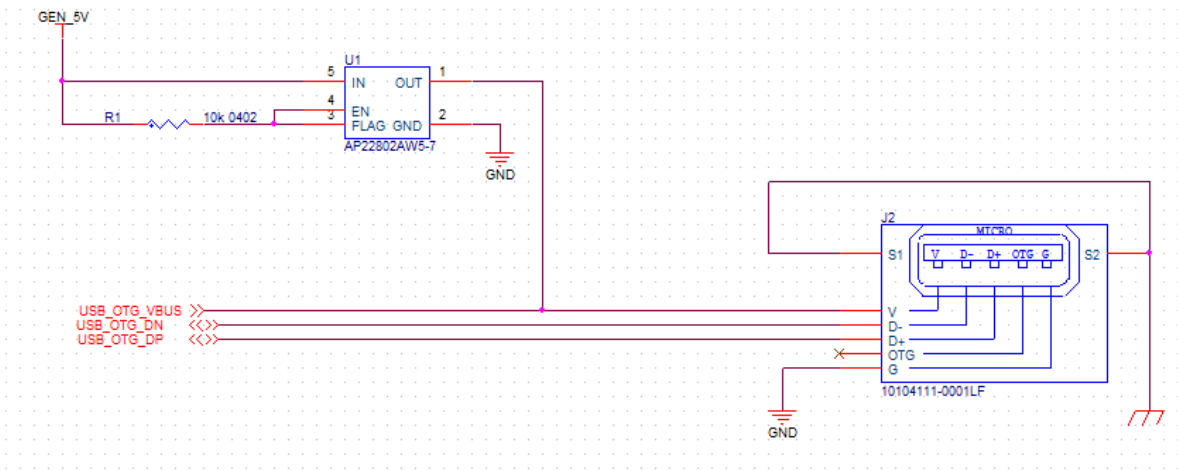 GEN_5V
U1
5 IN OUT 1
4 EN
3 FLAG GND 2
R1 10k 0402
AP22802AW5-7
GND
J2
MICRO
S1 V D- D+ OTG G S2
USB_OTG_VBUS V
USB_OTG_DN D-
USB_OTG_DP D+
OTG
G
10104111-0001LF
GND